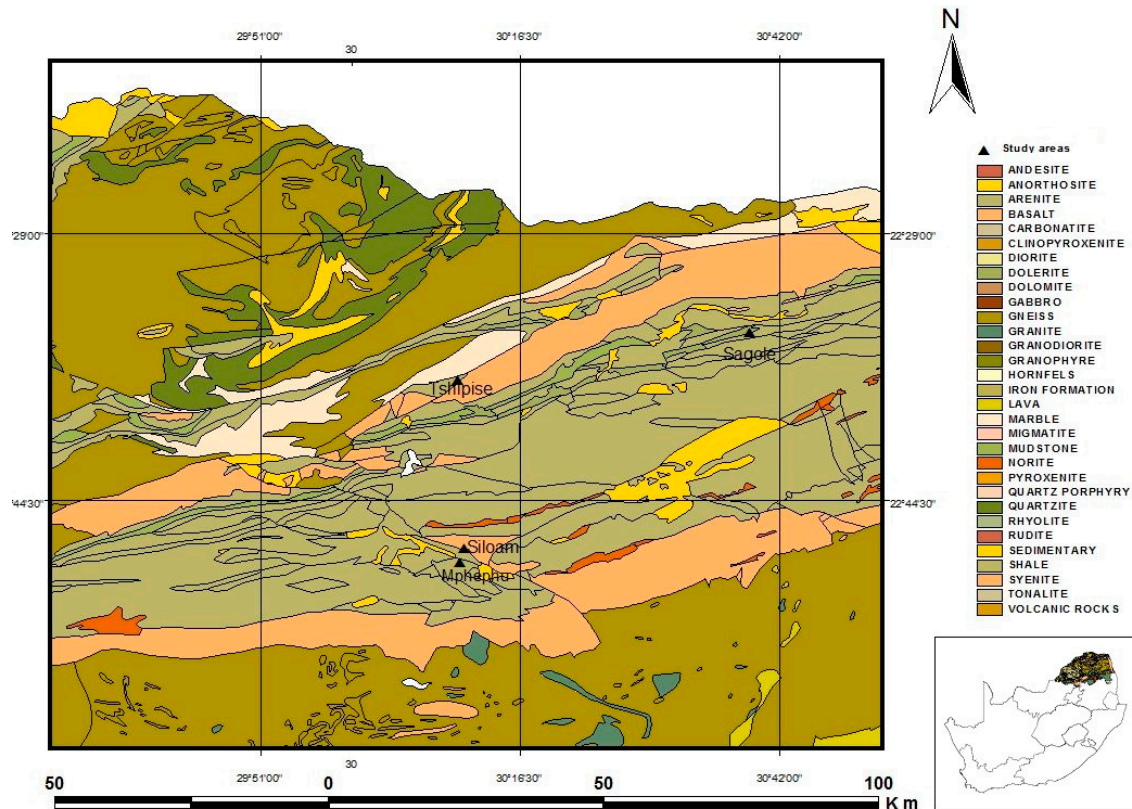 N
29°51'00"
30
30°16'30"
30°42'00"
Study areas
ANDESITE
ANORTHOSITE
ARENITE
BASALT
CARBONATITE
CLINOPYROXENITE
DIORITE
DOLERITE
DOLOMITE
GABBRO
GNEISS
GRANITE
GRANODIORITE
GRANOPHYRE
HORNFELS
IRON FORMATION
LAVA
MARBLE
MIGMATITE
MUDSTONE
NORITE
PYROXENITE
QUARTZ PORPHYRY
QUARTZITE
RHYOLITE
RUDITE
SEDIMENTARY
SHALE
SYENITE
TONALITE
VOLCANIC ROCKS
'29'00"
22°29'00"
Sagole
Tshipise
'44'30"
22°44'30"
Siloam
Mphephu
29°51'00"
30
30°16'30"
30°42'00"
50
0
50
100
Km